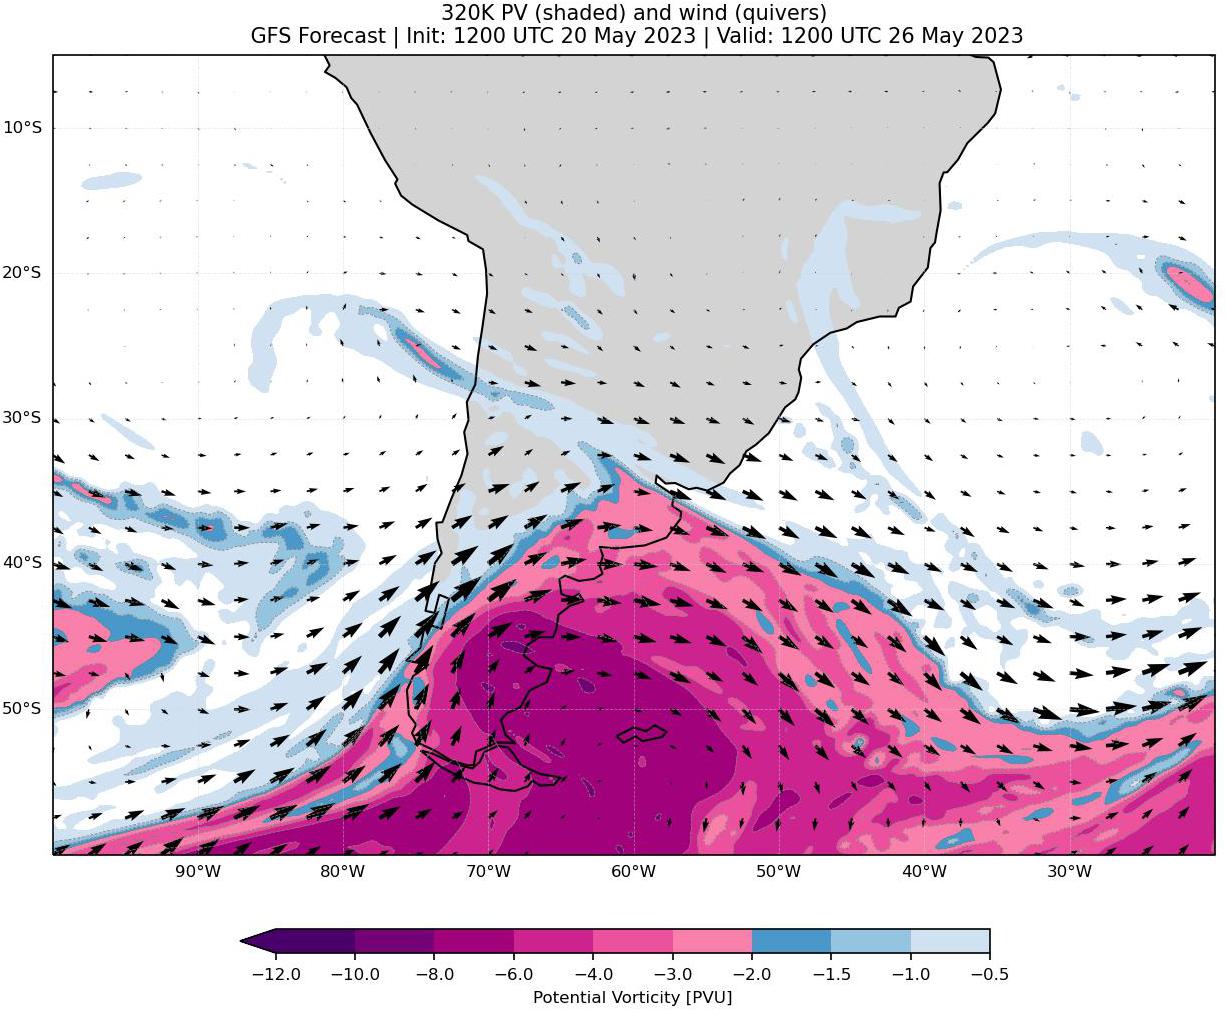 320K PV (shaded) and wind (quivers)
GFS Forecast | Init: 1200 UTC 20 May 2023 | Valid: 1200 UTC 26 May 2023
10°S
20°S
30°S
40°S
50°S
90°W 80°W 70°W 60°W 50°W 40°W 30°W
−12.0 −10.0 −8.0 −6.0 −4.0 −3.0 −2.0 −1.5 −1.0 −0.5
Potential Vorticity [PVU]